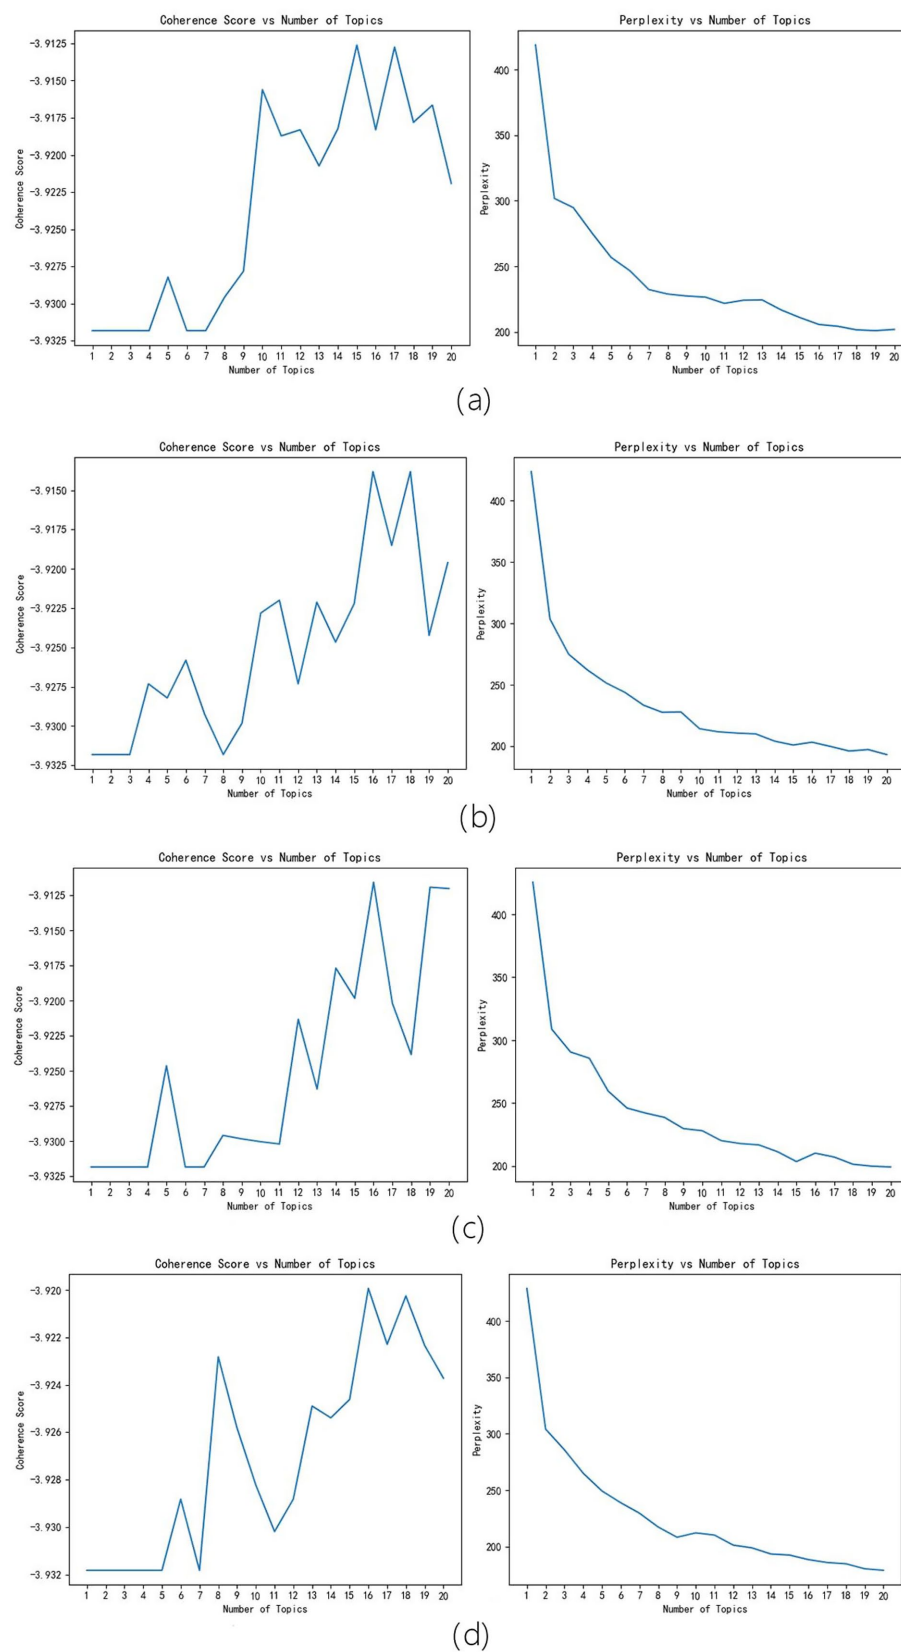 Coherence Score vs Number of Topics
−3.9125
−3.9150
−3.9175
−3.9200
−3.9225
−3.9250
−3.9275
−3.9300
−3.9325
Coherence Score
1 2 3 4 5 6 7 8 9 10 11 12 13 14 15 16 17 18 19 20
Number of Topics
Perplexity vs Number of Topics
400
350
300
250
200
Perplexity
1 2 3 4 5 6 7 8 9 10 11 12 13 14 15 16 17 18 19 20
Number of Topics
(a)
Coherence Score vs Number of Topics
−3.9150
−3.9175
−3.9200
−3.9225
−3.9250
−3.9275
−3.9300
−3.9325
Coherence Score
1 2 3 4 5 6 7 8 9 10 11 12 13 14 15 16 17 18 19 20
Number of Topics
Perplexity vs Number of Topics
400
350
300
250
200
Perplexity
1 2 3 4 5 6 7 8 9 10 11 12 13 14 15 16 17 18 19 20
Number of Topics
(b)
Coherence Score vs Number of Topics
−3.9125
−3.9150
−3.9175
−3.9200
−3.9225
−3.9250
−3.9275
−3.9300
−3.9325
Coherence Score
1 2 3 4 5 6 7 8 9 10 11 12 13 14 15 16 17 18 19 20
Number of Topics
Perplexity vs Number of Topics
400
350
300
250
200
Perplexity
1 2 3 4 5 6 7 8 9 10 11 12 13 14 15 16 17 18 19 20
Number of Topics
(c)
Coherence Score vs Number of Topics
−3.920
−3.922
−3.924
−3.926
−3.928
−3.930
−3.932
Coherence Score
1 2 3 4 5 6 7 8 9 10 11 12 13 14 15 16 17 18 19 20
Number of Topics
Perplexity vs Number of Topics
400
350
300
250
200
Perplexity
1 2 3 4 5 6 7 8 9 10 11 12 13 14 15 16 17 18 19 20
Number of Topics
(d)